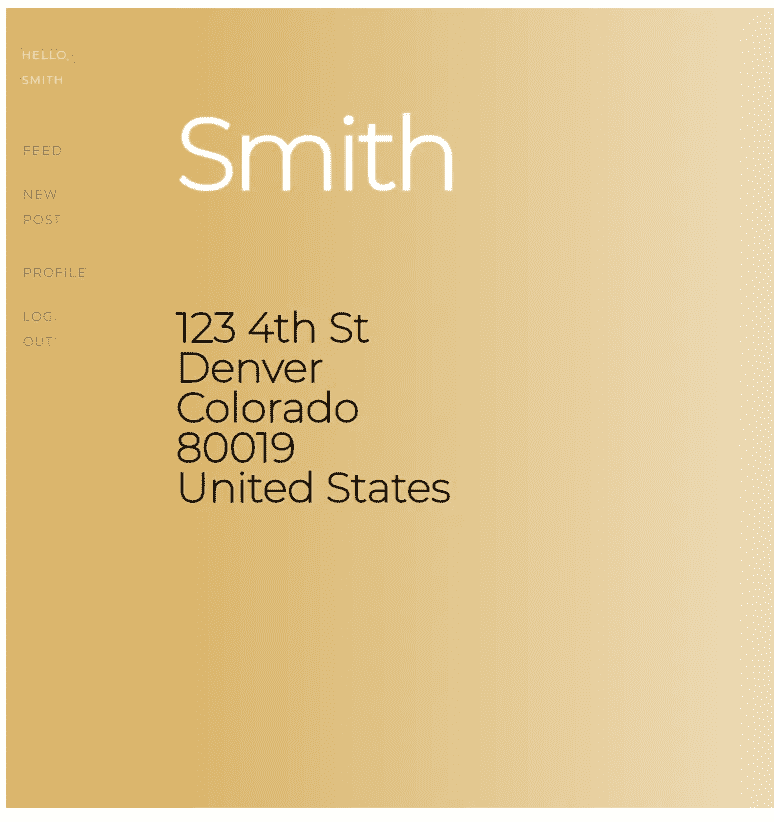 HELLO,
SMITH
FEED
NEW
POST
PROFILE
LOG
OUT
Smith
123 4th St
Denver
Colorado
80019
United States